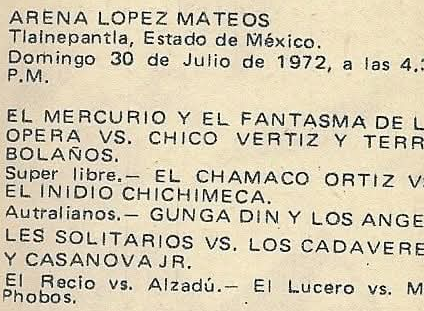 ARENA LOPEZ MATEOS
Tlalnepantla, Estado de México.
Domingo 30 de Julio de 1972, a las 4.3
P.M.
EL MERCURIO Y EL FANTASMA DE L
OPERA VS. CHICO VERTIZ Y TERR
BOLAÑOS.
Super libre.— EL CHAMACO ORTIZ V
EL INIDIO CHICHIMECA.
Autralianos.— GUNGA DIN Y LOS ANGE
LES SOLITARIOS VS. LOS CADAVERE
Y CASANOVA JR.
El Recio vs. Alzadú.— El Lucero vs. M
Phobos.